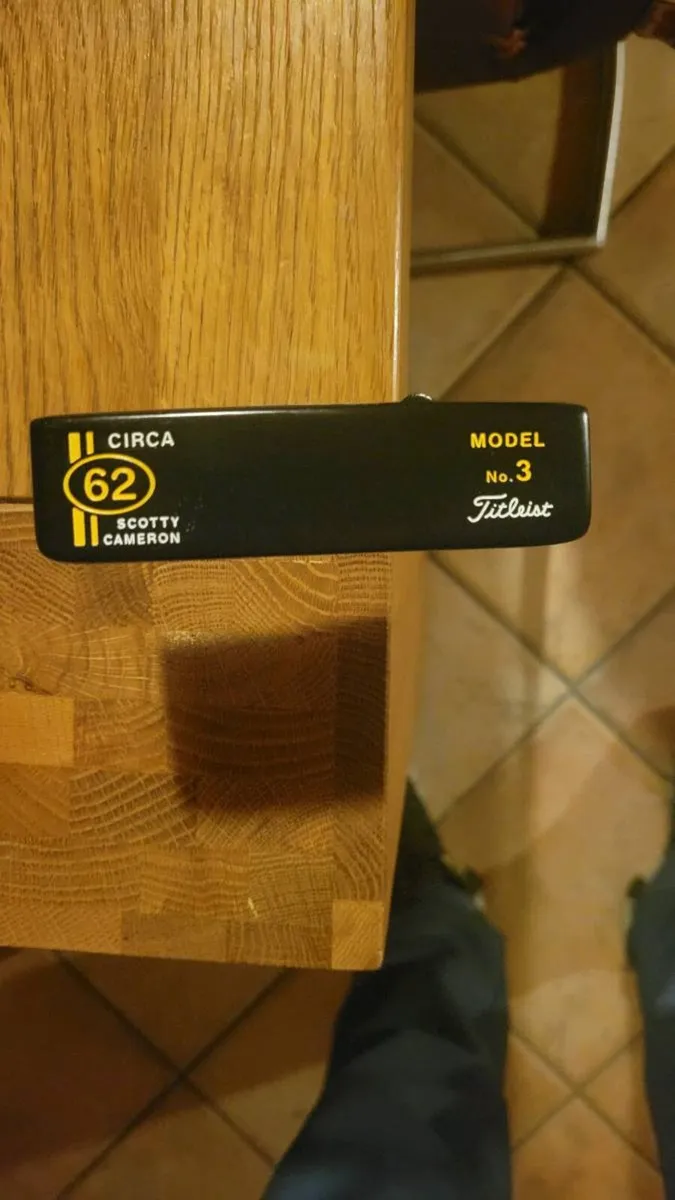 CIRCA
62
SCOTTY
CAMERON
MODEL
No.3
Titleist